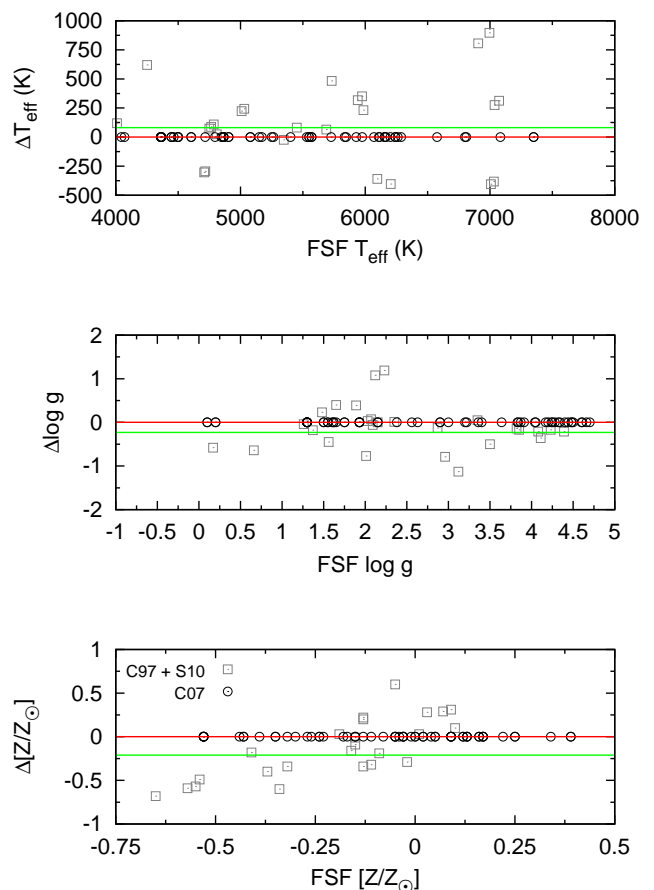 1000
750
500
250
0
-250
-500
ΔT_eff (K)
4000 5000 6000 7000 8000
FSF T_eff (K)
2
1
0
-1
-2
Δlog g
-1 -0.5 0 0.5 1 1.5 2 2.5 3 3.5 4 4.5 5
FSF log g
1
0.5
0
-0.5
-1
Δ[Z/Z☉]
C97 + S10
C07
-0.75 -0.5 -0.25 0 0.25 0.5
FSF [Z/Z☉]